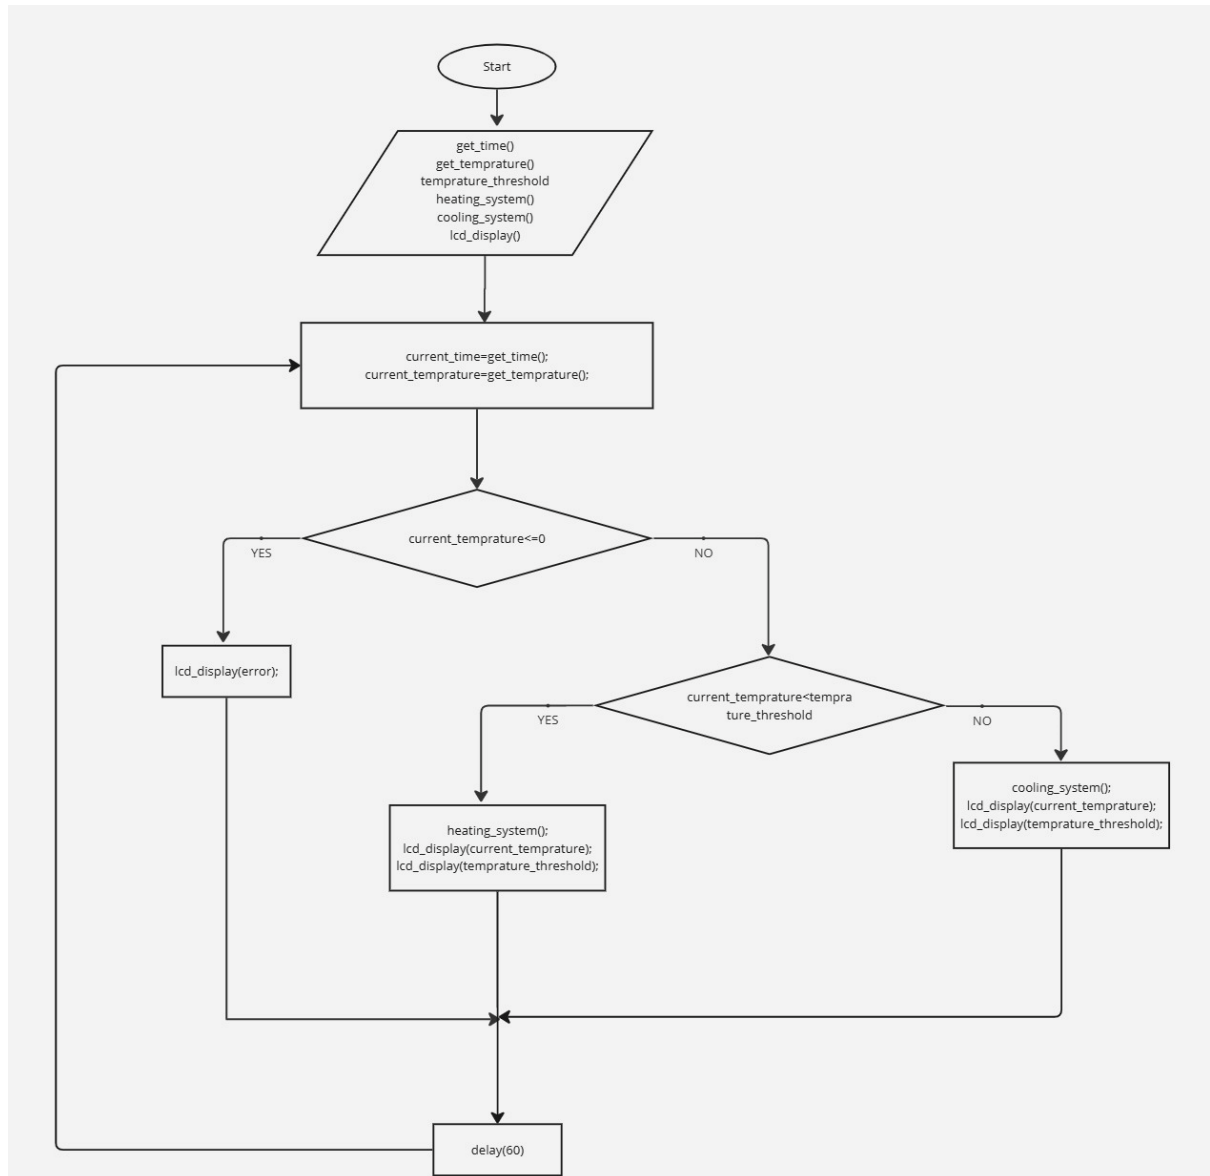 Start
get_time()
get_temprature()
temprature_threshold
heating_system()
cooling_system()
lcd_display()
current_time=get_time();
current_temprature=get_temprature();
current_temprature<=0
YES
NO
lcd_display(error);
current_temprature<tempra
ture_threshold
YES
NO
heating_system();
lcd_display(current_temprature);
lcd_display(temprature_threshold);
cooling_system();
lcd_display(current_temprature);
lcd_display(temprature_threshold);
delay(60)